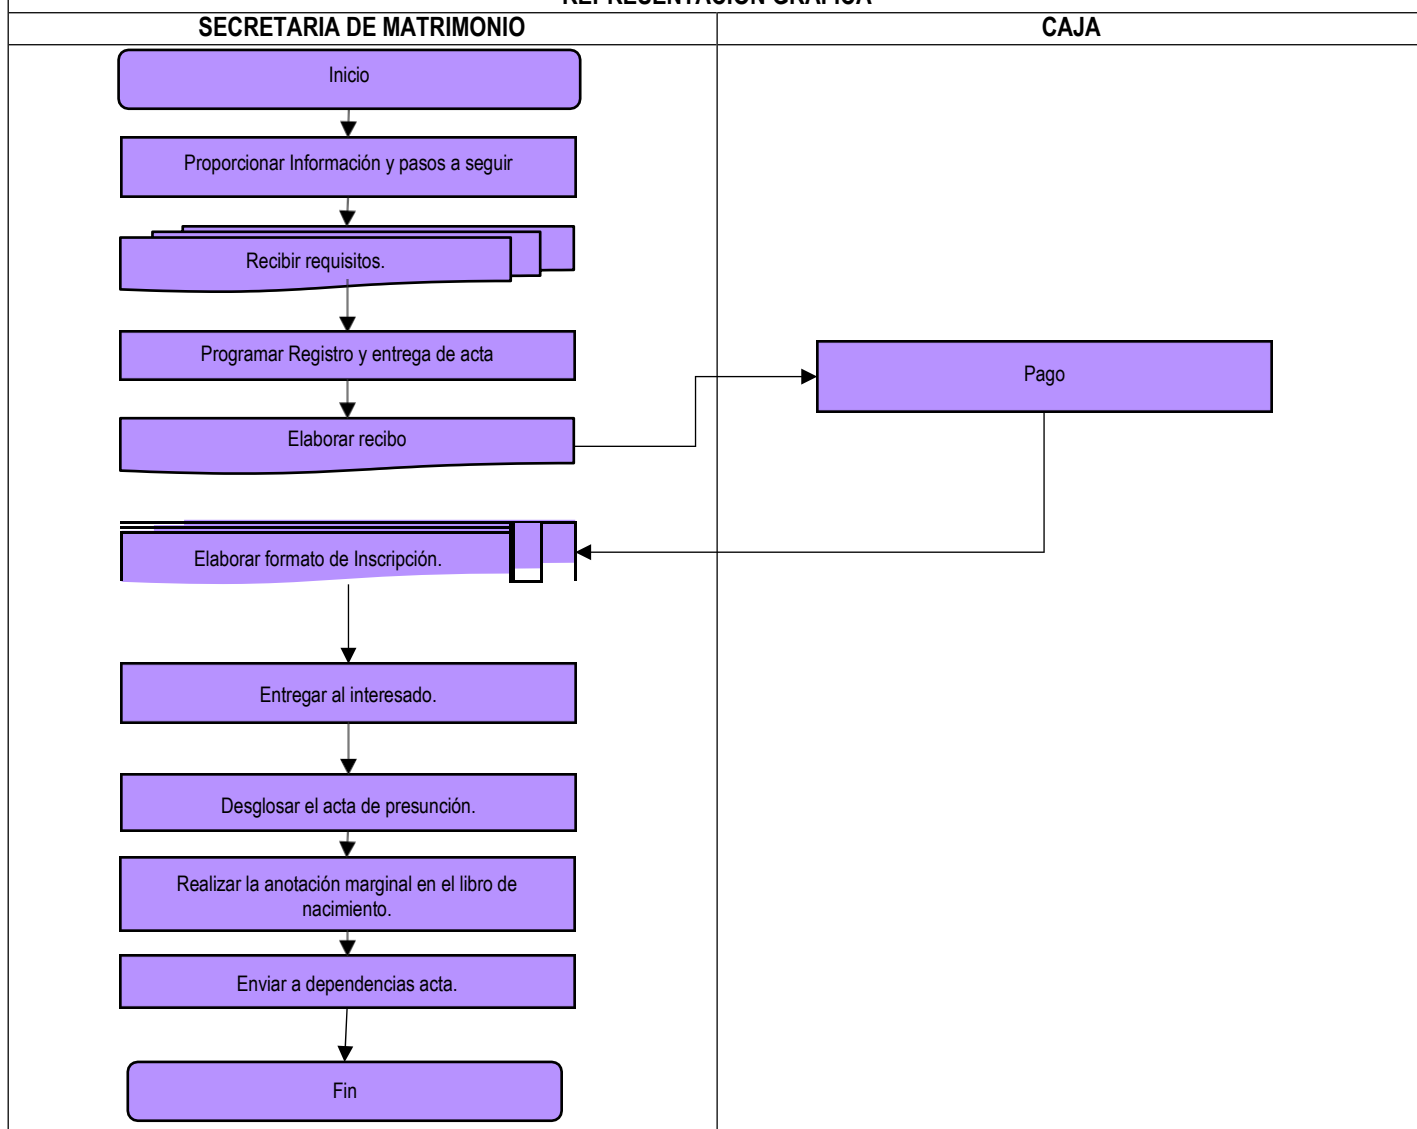 REPRESENTACIÓN GRÁFICA
SECRETARIA DE MATRIMONIO
CAJA
Inicio
Proporcionar Información y pasos a seguir
Recibir requisitos.
Programar Registro y entrega de acta
Pago
Elaborar recibo
Elaborar formato de Inscripción.
Entregar al interesado.
Desglosar el acta de presunción.
Realizar la anotación marginal en el libro de
nacimiento.
Enviar a dependencias acta.
Fin